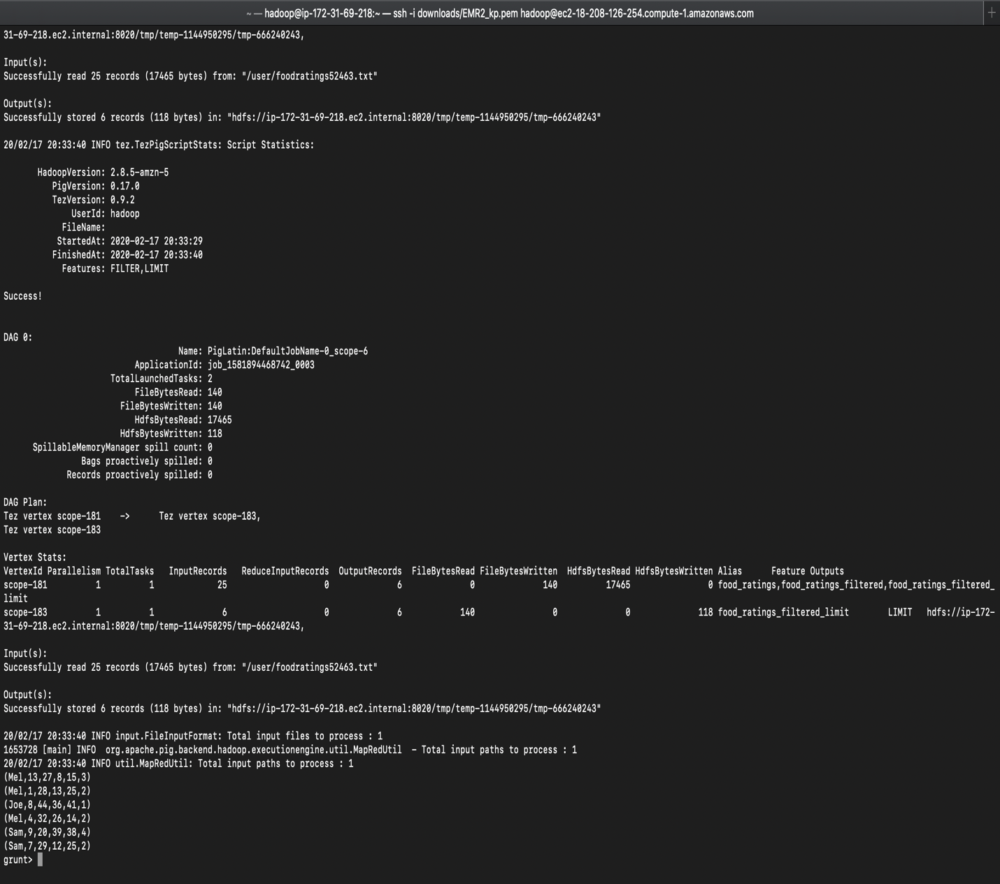 ~ — hadoop@ip-172-31-69-218:~ — ssh -i downloads/EMR2_kp.pem hadoop@ec2-18-208-126-254.compute-1.amazonaws.com
31-69-218.ec2.internal:8020/tmp/temp-1144950295/tmp-666240243,
Input(s):
Successfully read 25 records (17465 bytes) from: "/user/foodratings52463.txt"
Output(s):
Successfully stored 6 records (118 bytes) in: "hdfs://ip-172-31-69-218.ec2.internal:8020/tmp/temp-1144950295/tmp-666240243"
20/02/17 20:33:40 INFO tez.TezPigScriptStats: Script Statistics:
HadoopVersion: 2.8.5-amzn-5
PigVersion: 0.17.0
TezVersion: 0.9.2
UserId: hadoop
FileName:
StartedAt: 2020-02-17 20:33:29
FinishedAt: 2020-02-17 20:33:40
Features: FILTER,LIMIT
Success!
DAG 0:
Name: PigLatin:DefaultJobName-0_scope-6
ApplicationId: job_1581894468742_0003
TotalLaunchedTasks: 2
FileBytesRead: 140
FileBytesWritten: 140
HdfsBytesRead: 17465
HdfsBytesWritten: 118
SpillableMemoryManager spill count: 0
Bags proactively spilled: 0
Records proactively spilled: 0
DAG Plan:
Tez vertex scope-181 -> Tez vertex scope-183,
Tez vertex scope-183
Vertex Stats:
VertexId Parallelism TotalTasks InputRecords ReduceInputRecords OutputRecords FileBytesRead FileBytesWritten HdfsBytesRead HdfsBytesWritten Alias Feature Outputs
scope-181 1 1 25 0 6 0 140 17465 0 food_ratings,food_ratings_filtered,food_ratings_filtered_
limit
scope-183 1 1 6 0 6 140 0 0 118 food_ratings_filtered_limit LIMIT hdfs://ip-172-
31-69-218.ec2.internal:8020/tmp/temp-1144950295/tmp-666240243,
Input(s):
Successfully read 25 records (17465 bytes) from: "/user/foodratings52463.txt"
Output(s):
Successfully stored 6 records (118 bytes) in: "hdfs://ip-172-31-69-218.ec2.internal:8020/tmp/temp-1144950295/tmp-666240243"
20/02/17 20:33:40 INFO input.FileInputFormat: Total input files to process : 1
1653728 [main] INFO org.apache.pig.backend.hadoop.executionengine.util.MapRedUtil - Total input paths to process : 1
20/02/17 20:33:40 INFO util.MapRedUtil: Total input paths to process : 1
(Mel,13,27,8,15,3)
(Mel,1,28,13,25,2)
(Joe,8,44,36,41,1)
(Mel,4,32,26,14,2)
(Sam,9,20,39,38,4)
(Sam,7,29,12,25,2)
grunt>